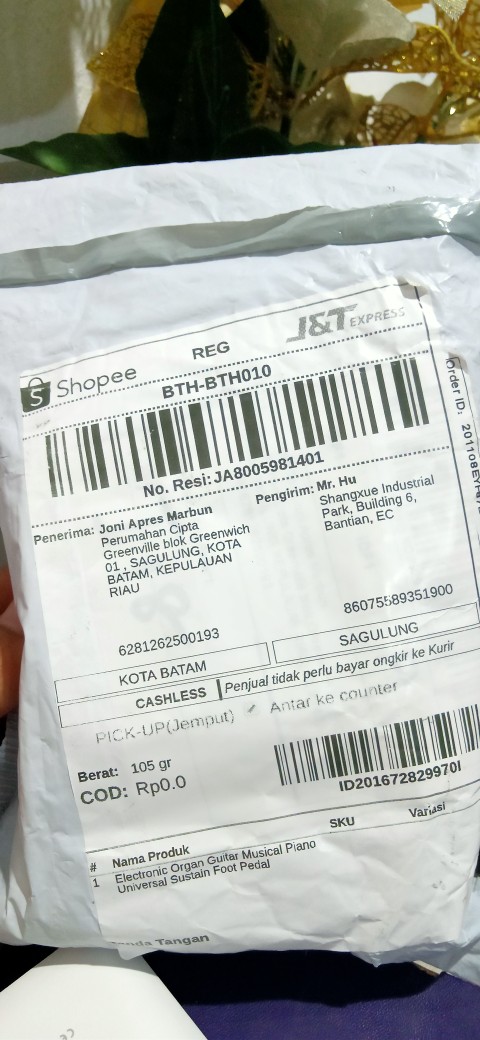 J&T EXPRESS
REG
Shopee
BTH-BTH010
No. Resi: JA8005981401
Order ID:
Penerima: Joni Apres Marbun
Perumahan Cipta
Greenville blok Greenwich
01 , SAGULUNG, KOTA
BATAM, KEPULAUAN
RIAU
6281262500193
Pengirim: Mr. Hu
Shangxue Industrial
Park, Building 6,
Bantian, EC
86075589351900
KOTA BATAM
SAGULUNG
CASHLESS
Penjual tidak perlu bayar ongkir ke Kurir
PICK-UP(Jemput) ✓ Antar ke counter
Berat: 105 gr
COD: Rp0.0
ID201672829970I
# Nama Produk SKU Variasi
1 Electronic Organ Guitar Musical Piano
Universal Sustain Foot Pedal
Tangan
CE